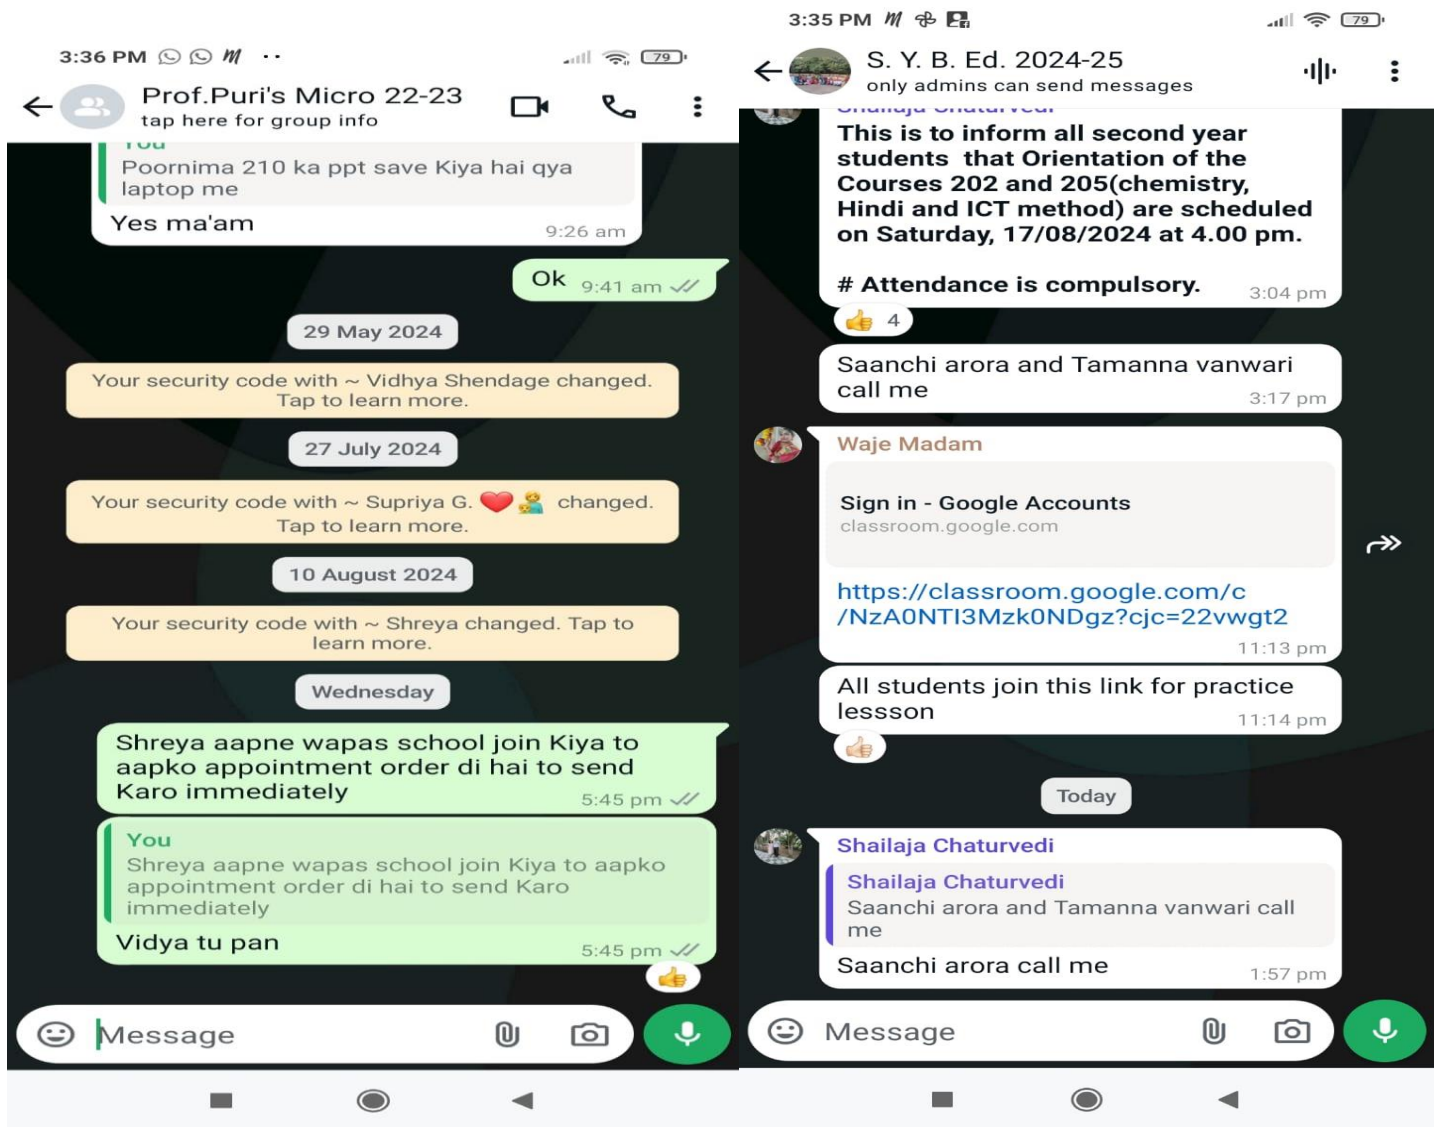 3:36 PM
79
Prof.Puri's Micro 22-23
tap here for group info
You
Poornima 210 ka ppt save Kiya hai qya
laptop me
Yes ma'am
9:26 am
Ok 9:41 am
29 May 2024
Your security code with ~ Vidhya Shendage changed.
Tap to learn more.
27 July 2024
Your security code with ~ Supriya G. ❤️ changed.
Tap to learn more.
10 August 2024
Your security code with ~ Shreya changed. Tap to
learn more.
Wednesday
Shreya aapne wapas school join Kiya to
aapko appointment order di hai to send
Karo immediately
5:45 pm
You
Shreya aapne wapas school join Kiya to aapko
appointment order di hai to send Karo
immediately
Vidya tu pan
5:45 pm
👍
Message
3:35 PM
79
S. Y. B. Ed. 2024-25
only admins can send messages
Shailaja Chaturvedi
This is to inform all second year
students that Orientation of the
Courses 202 and 205(chemistry,
Hindi and ICT method) are scheduled
on Saturday, 17/08/2024 at 4.00 pm.
# Attendance is compulsory.
3:04 pm
👍 4
Saanchi arora and Tamanna vanwari
call me
3:17 pm
Waje Madam
Sign in - Google Accounts
classroom.google.com
https://classroom.google.com/c
/NzA0NTI3Mzk0NDgz?cjc=22vwgt2
11:13 pm
All students join this link for practice
lessson
11:14 pm
👍🏻
Today
Shailaja Chaturvedi
Shailaja Chaturvedi
Saanchi arora and Tamanna vanwari call
me
Saanchi arora call me
1:57 pm
Message